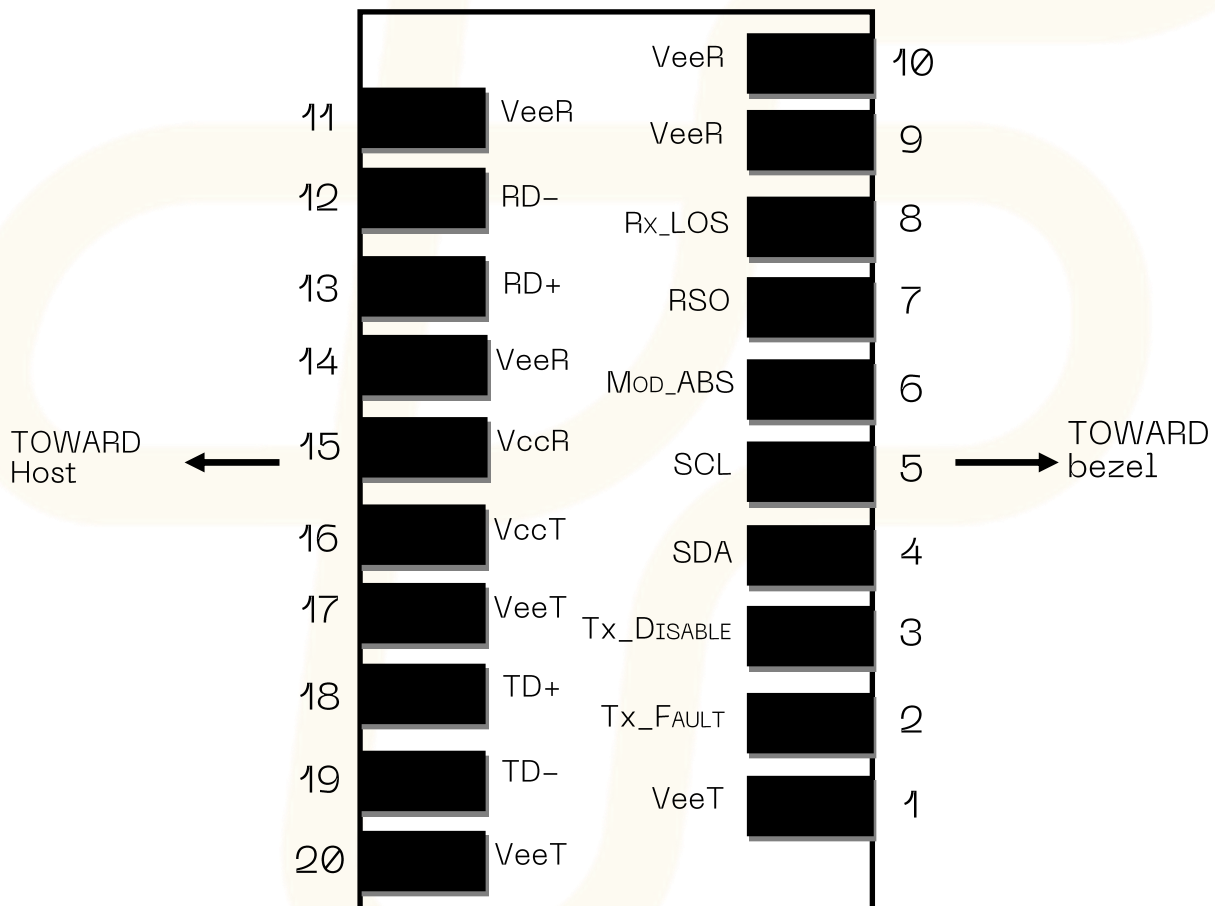 VeeR 10
11 VeeR
VeeR 9
12 RD-
Rx_LOS 8
13 RD+
RSO 7
14 VeeR
Mod_ABS 6
15 VccR
TOWARD
Host
TOWARD
bezel
SCL 5
16 VccT
SDA 4
17 VeeT
Tx_Disable 3
18 TD+
Tx_Fault 2
19 TD-
VeeT 1
20 VeeT